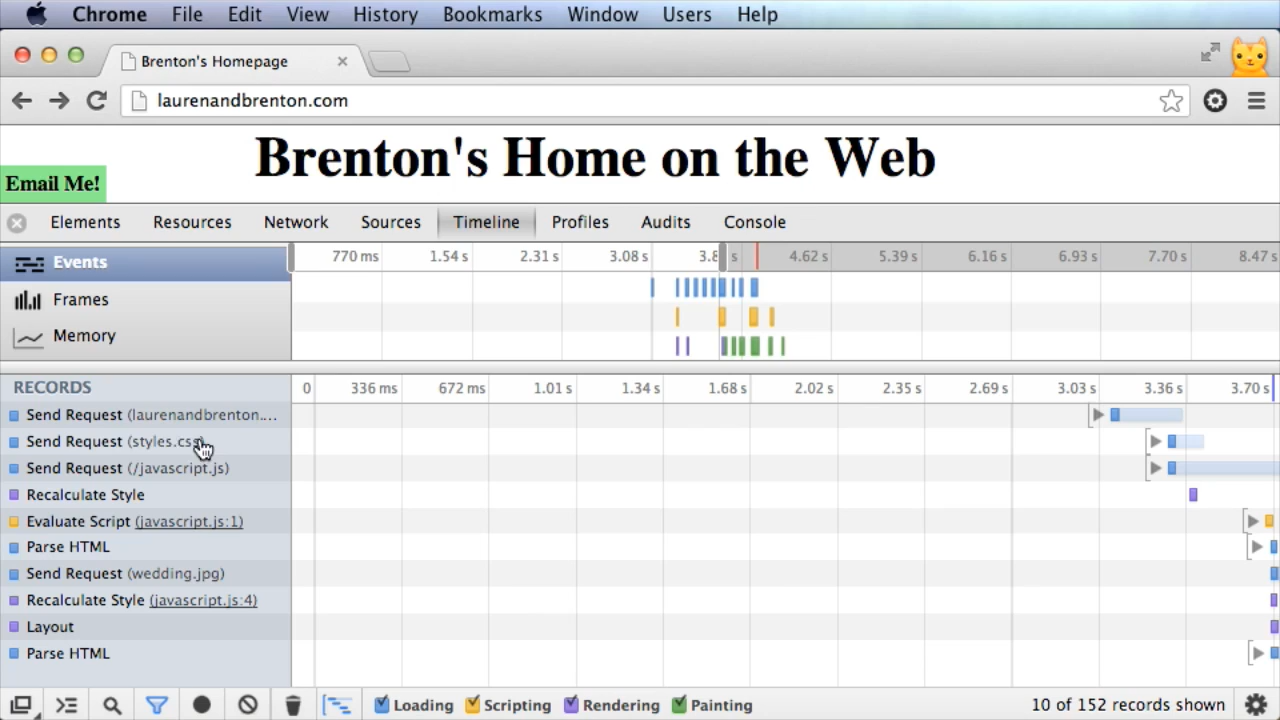 Chrome File Edit View History Bookmarks Window Users Help
Brenton's Homepage
laurenandbrenton.com
Brenton's Home on the Web
Email Me!
Elements Resources Network Sources Timeline Profiles Audits Console
770 ms 1.54 s 2.31 s 3.08 s 3.8 s 4.62 s 5.39 s 6.16 s 6.93 s 7.70 s 8.47 s
Events
Frames
Memory
RECORDS 0 336 ms 672 ms 1.01 s 1.34 s 1.68 s 2.02 s 2.35 s 2.69 s 3.03 s 3.36 s 3.70 s
Send Request (laurenandbrenton....
Send Request (styles.css)
Send Request (/javascript.js)
Recalculate Style
Evaluate Script (javascript.js:1)
Parse HTML
Send Request (wedding.jpg)
Recalculate Style (javascript.js:4)
Layout
Parse HTML
Loading Scripting Rendering Painting 10 of 152 records shown